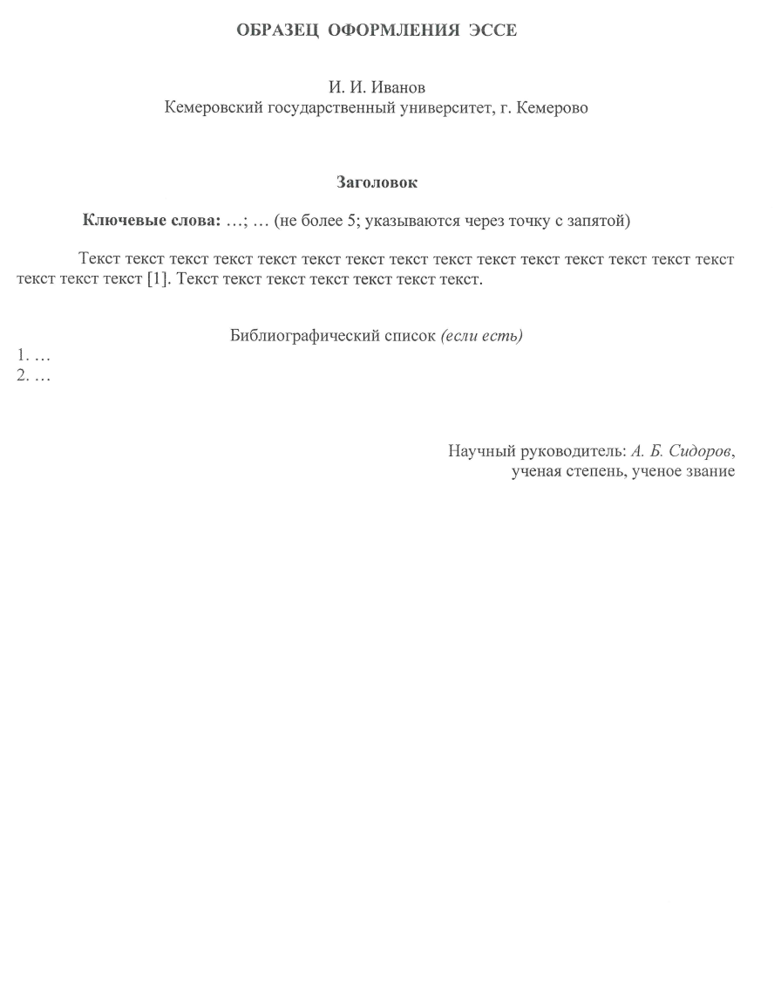 ОБРАЗЕЦ ОФОРМЛЕНИЯ ЭССЕ
И. И. Иванов
Кемеровский государственный университет, г. Кемерово
Заголовок
Ключевые слова: …; … (не более 5; указываются через точку с запятой)
Текст текст текст текст текст текст текст текст текст текст текст текст текст текст текст
текст текст текст [1]. Текст текст текст текст текст текст текст.
Библиографический список (если есть)
1. …
2. …
Научный руководитель: А. Б. Сидоров,
ученая степень, ученое звание